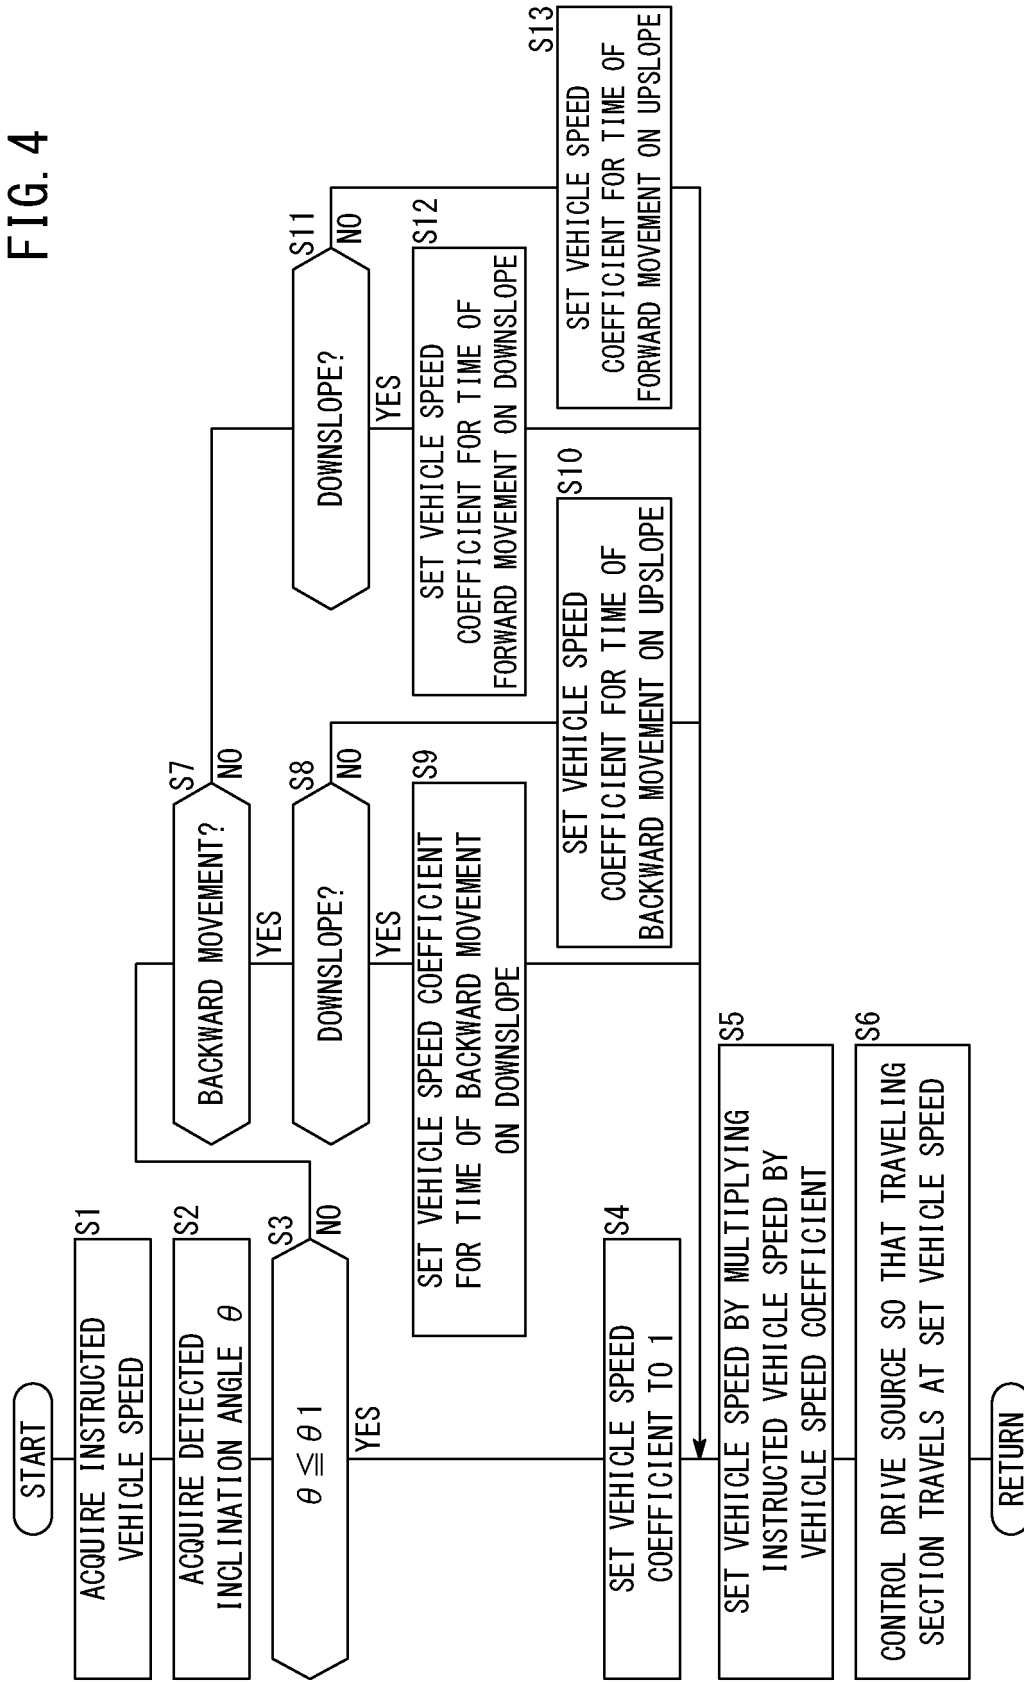 FIG. 4
START
S1
ACQUIRE INSTRUCTED
VEHICLE SPEED
S2
ACQUIRE DETECTED
INCLINATION ANGLE θ
S3
θ ≦ θ1
NO
YES
S7
BACKWARD MOVEMENT?
NO
YES
S8
DOWNSLOPE?
NO
YES
S9
SET VEHICLE SPEED COEFFICIENT
FOR TIME OF BACKWARD MOVEMENT
ON DOWNSLOPE
S10
SET VEHICLE SPEED
COEFFICIENT FOR TIME OF
BACKWARD MOVEMENT ON UPSLOPE
S11
DOWNSLOPE?
NO
YES
S12
SET VEHICLE SPEED
COEFFICIENT FOR TIME OF
FORWARD MOVEMENT ON DOWNSLOPE
S13
SET VEHICLE SPEED
COEFFICIENT FOR TIME OF
FORWARD MOVEMENT ON UPSLOPE
S4
SET VEHICLE SPEED
COEFFICIENT TO 1
S5
SET VEHICLE SPEED BY MULTIPLYING
INSTRUCTED VEHICLE SPEED BY
VEHICLE SPEED COEFFICIENT
S6
CONTROL DRIVE SOURCE SO THAT TRAVELING
SECTION TRAVELS AT SET VEHICLE SPEED
RETURN